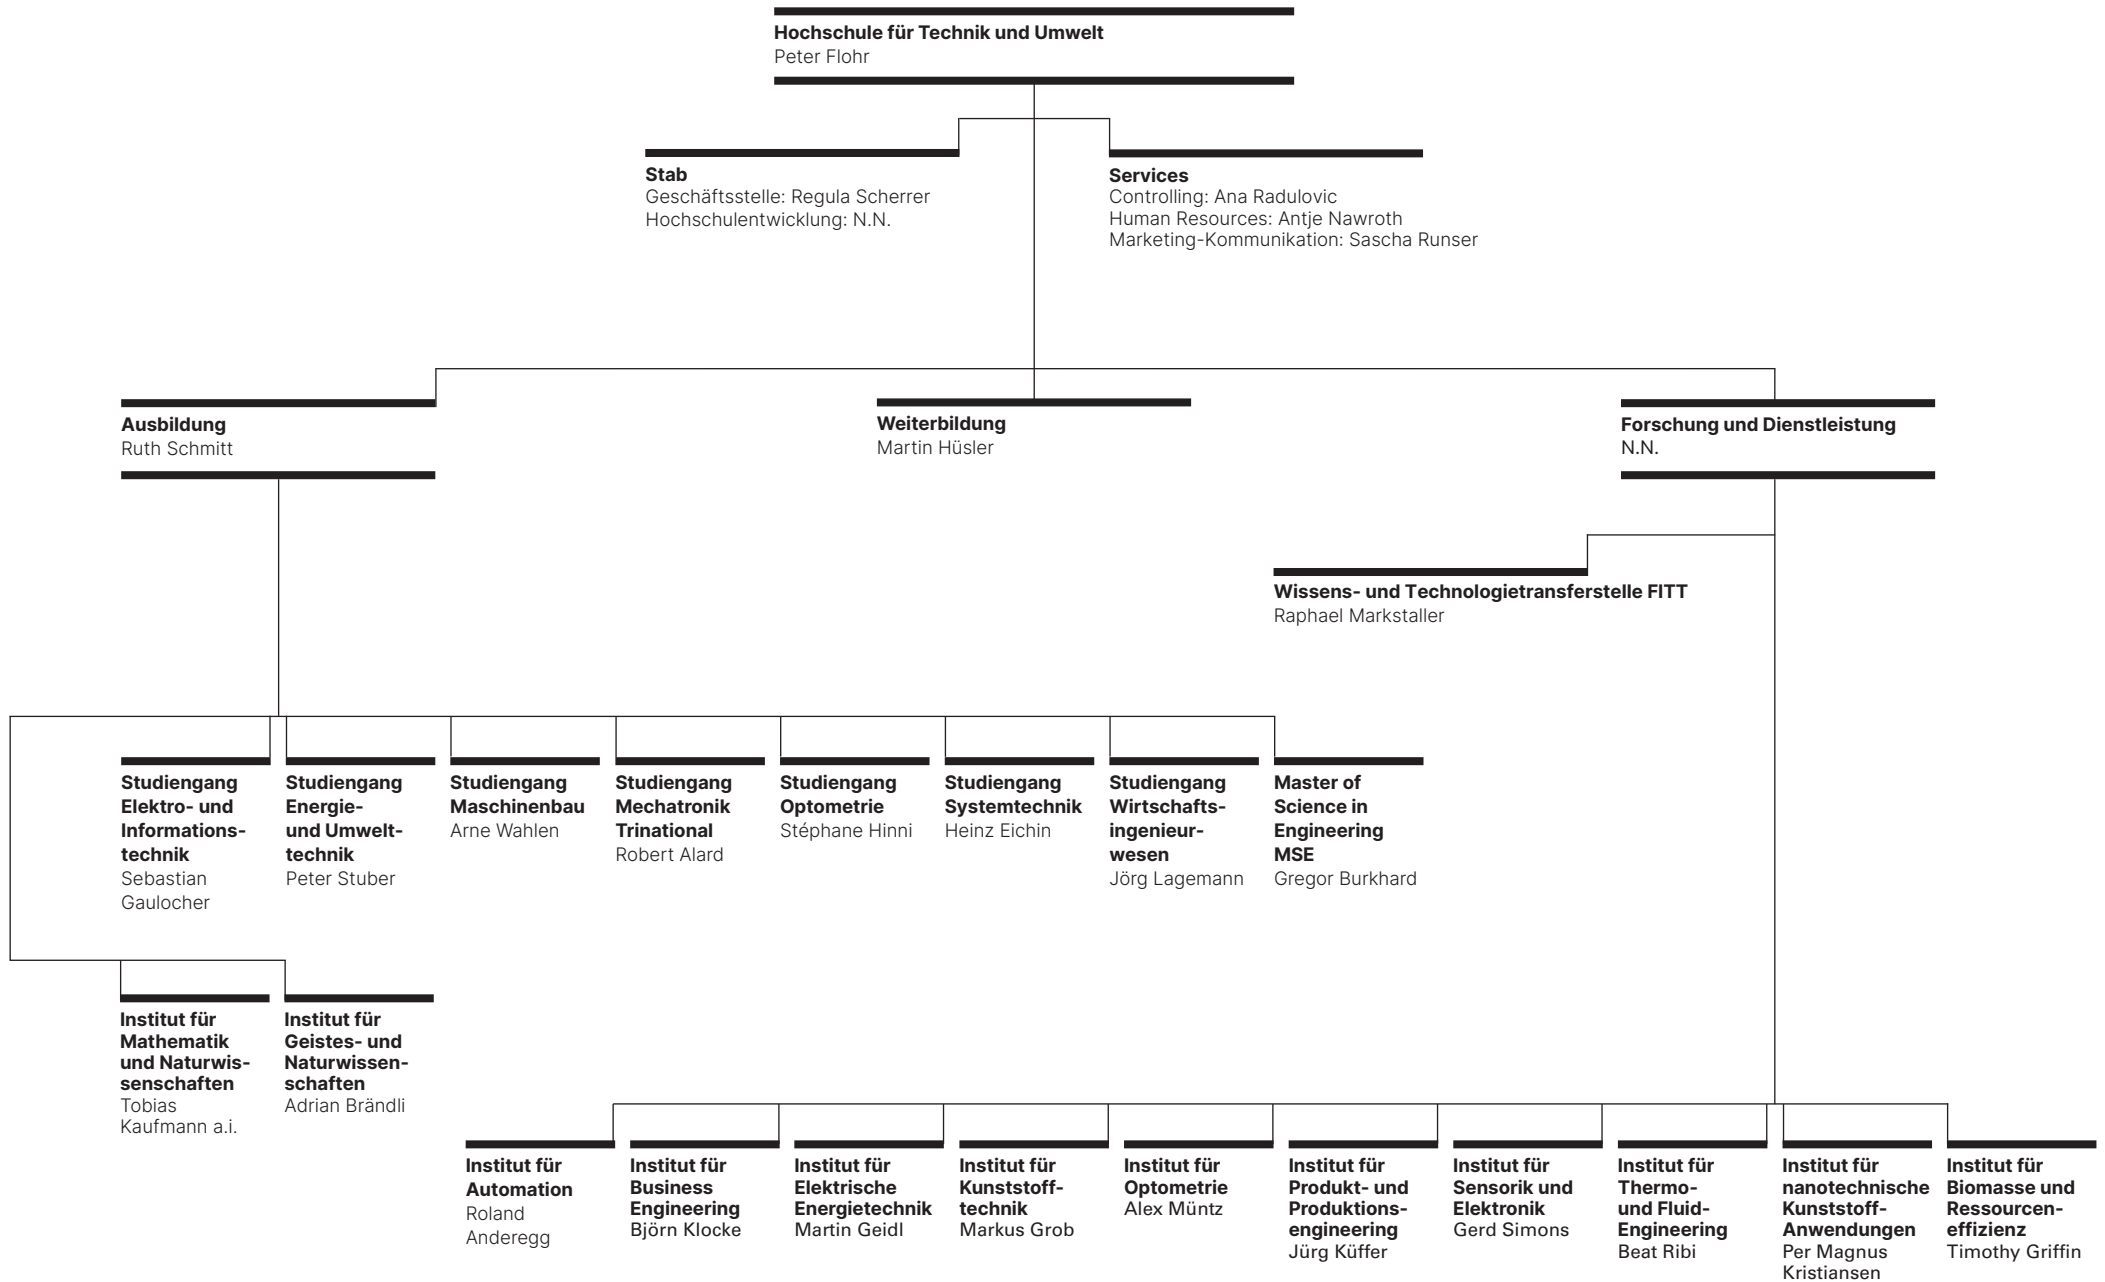 Hochschule für Technik und Umwelt
Peter Flohr
Stab
Geschäftsstelle: Regula Scherrer
Hochschulentwicklung: N.N.
Services
Controlling: Ana Radulovic
Human Resources: Antje Nawroth
Marketing-Kommunikation: Sascha Runser
Ausbildung
Ruth Schmitt
Weiterbildung
Martin Hüsler
Forschung und Dienstleistung
N.N.
Wissens- und Technologietransferstelle FITT
Raphael Markstaller
Studiengang
Elektro- und
Informations-
technik
Sebastian
Gaulocher
Studiengang
Energie-
und Umwelt-
technik
Peter Stuber
Studiengang
Maschinenbau
Arne Wahlen
Studiengang
Mechatronik
Trinational
Robert Alard
Studiengang
Optometrie
Stéphane Hinni
Studiengang
Systemtechnik
Heinz Eichin
Studiengang
Wirtschafts-
ingenieur-
wesen
Jörg Lagemann
Master of
Science in
Engineering
MSE
Gregor Burkhard
Institut für
Mathematik
und Naturwis-
senschaften
Tobias
Kaufmann a.i.
Institut für
Geistes- und
Naturwissen-
schaften
Adrian Brändli
Institut für
Automation
Roland
Anderegg
Institut für
Business
Engineering
Björn Klocke
Institut für
Elektrische
Energietechnik
Martin Geidl
Institut für
Kunststoff-
technik
Markus Grob
Institut für
Optometrie
Alex Müntz
Institut für
Produkt- und
Produktions-
engineering
Jürg Küffer
Institut für
Sensorik und
Elektronik
Gerd Simons
Institut für
Thermo-
und Fluid-
Engineering
Beat Ribi
Institut für
nanotechnische
Kunststoff-
Anwendungen
Per Magnus
Kristiansen
Institut für
Biomasse und
Ressourcen-
effizienz
Timothy Griffin